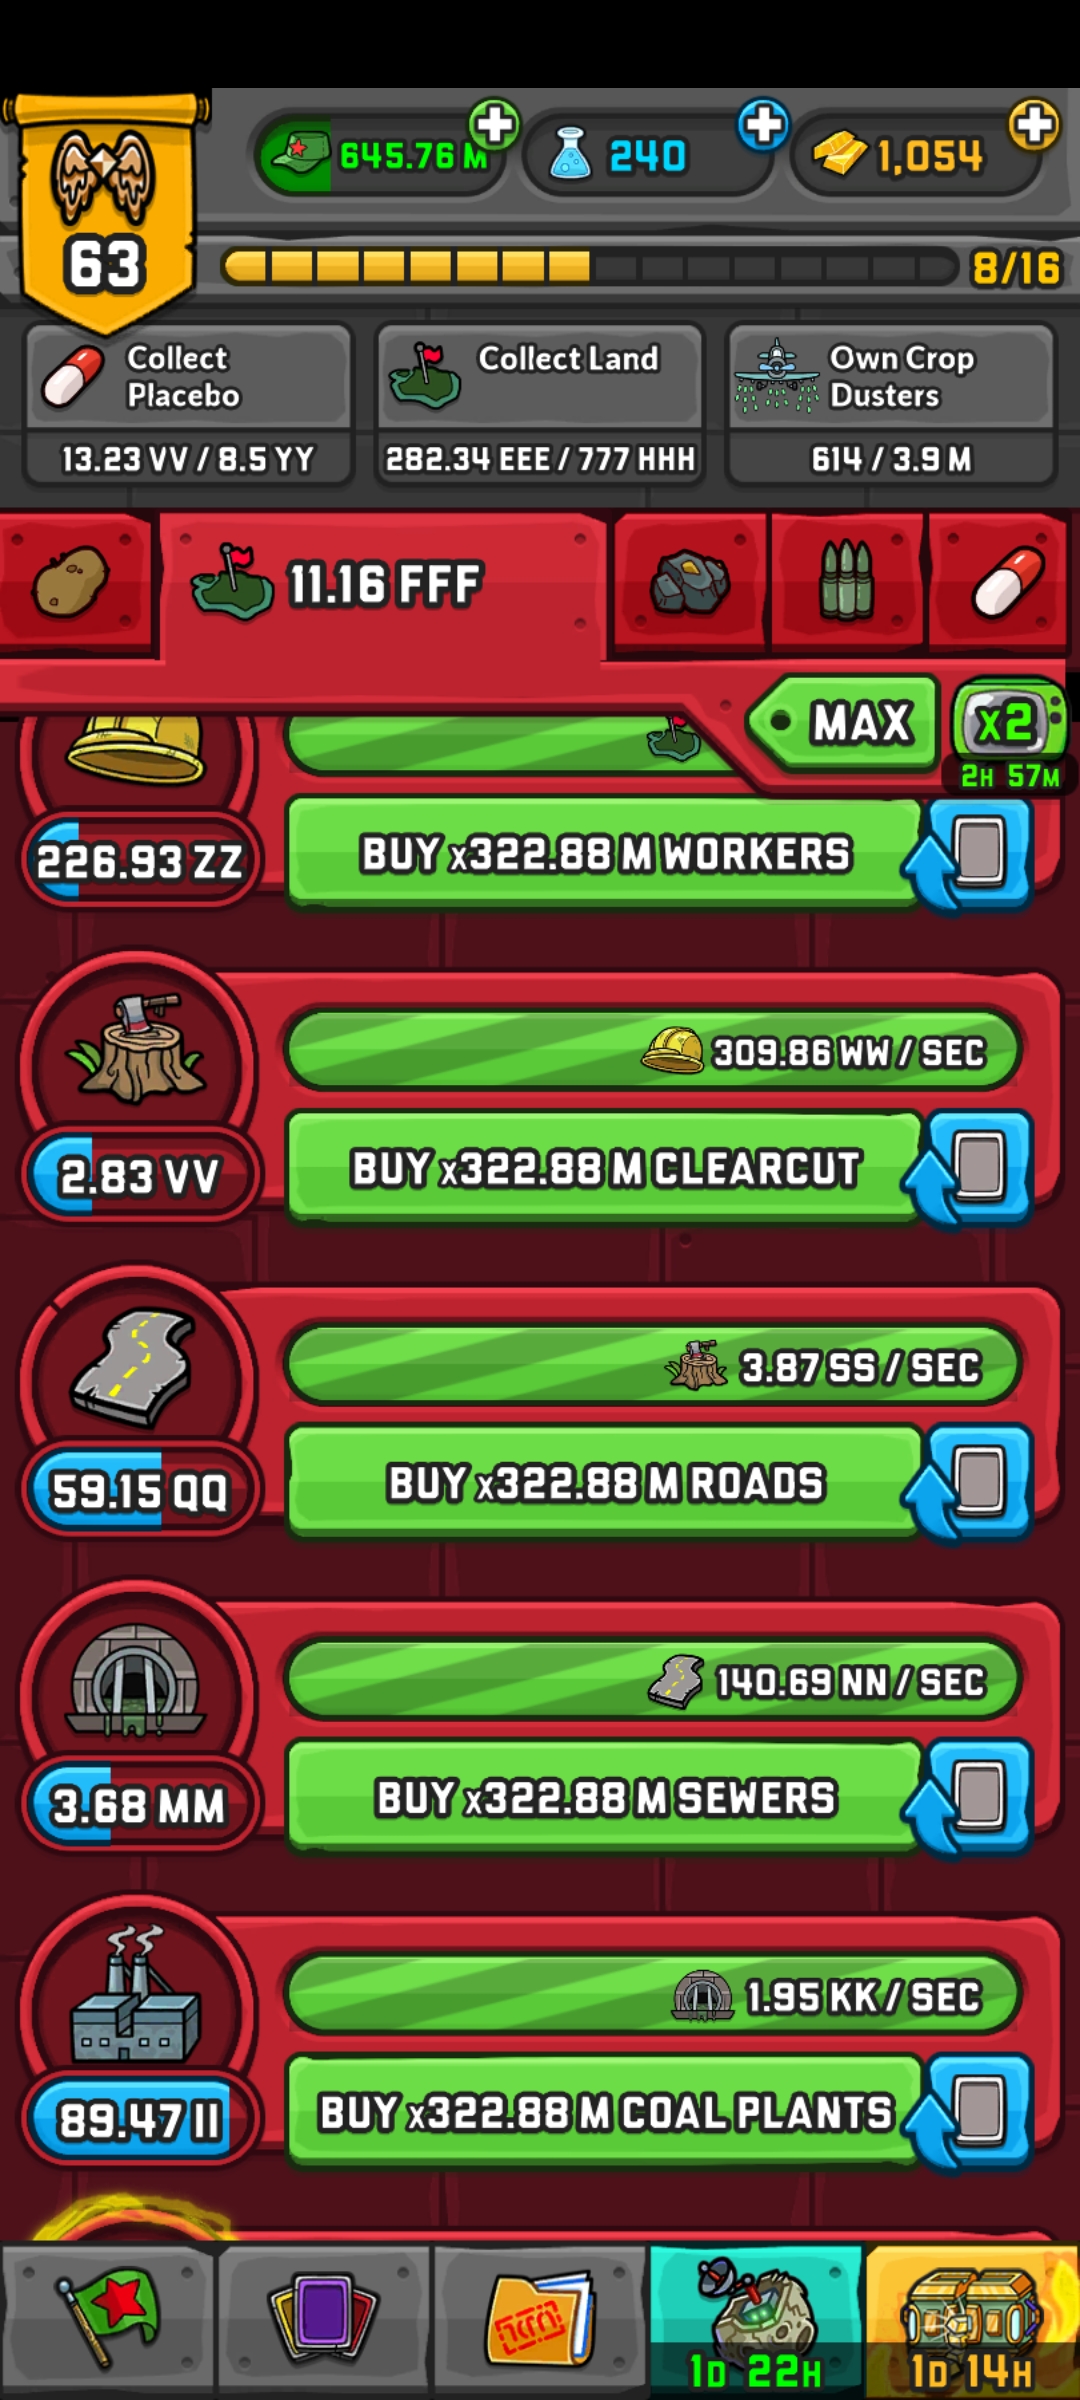 645.76 M
240
1,054
63
8/16
Collect
Placebo
13.23 VV / 8.5 YY
Collect Land
282.34 EEE / 777 HHH
Own Crop
Dusters
614 / 3.9 M
11.16 FFF
MAX
X2
2H 57M
226.93 ZZ
BUY x322.88 M WORKERS
309.86 WW / SEC
2.83 VV
BUY x322.88 M CLEARCUT
3.87 SS / SEC
59.15 QQ
BUY x322.88 M ROADS
140.69 NN / SEC
3.68 MM
BUY x322.88 M SEWERS
1.95 KK / SEC
89.47 II
BUY x322.88 M COAL PLANTS
1D 22H
1D 14H